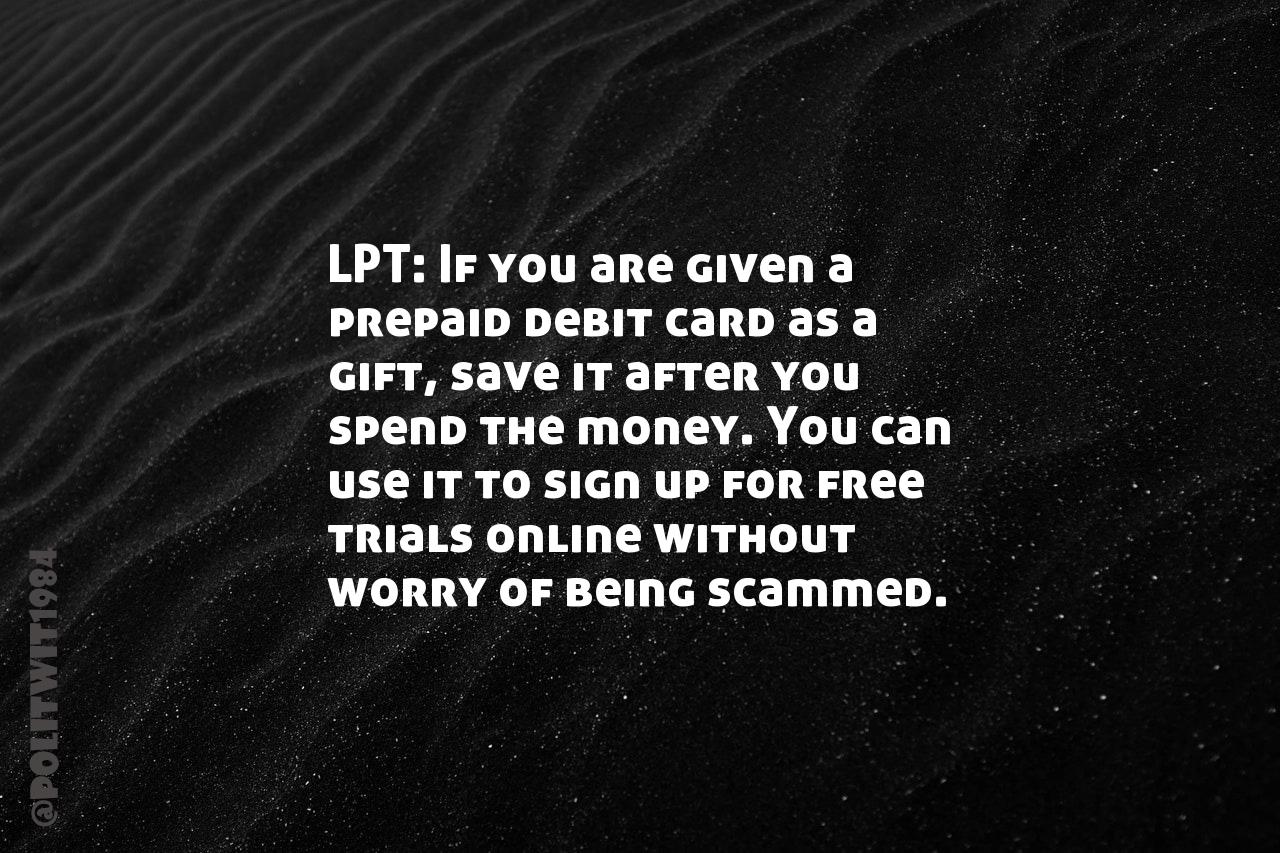 LPT: If you are given a
prepaid debit card as a
gift, save it after you
spend the money. You can
use it to sign up for free
trials online without
worry of being scammed.
@politwit1984